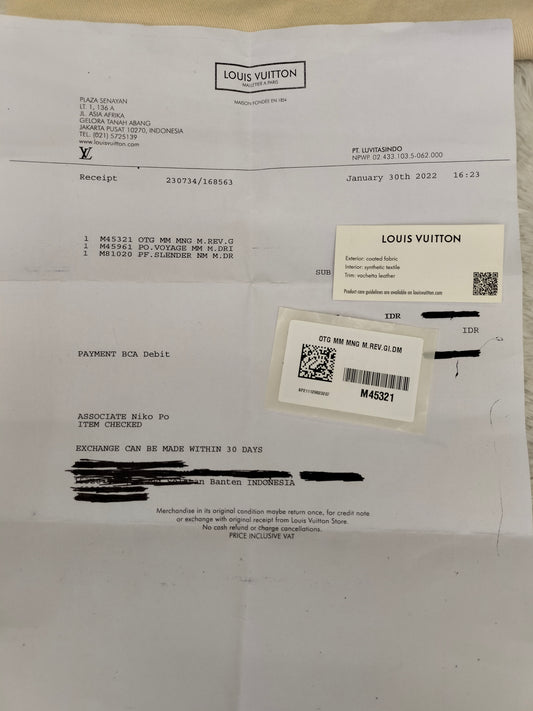 LOUIS VUITTON
MALLETIER A PARIS
MAISON FONDÉE EN 1854
PLAZA SENAYAN
LT. 1, 136 A
JL. ASIA AFRIKA
GELORA TANAH ABANG
JAKARTA PUSAT 10270, INDONESIA
TEL. (021) 5725139
www.louisvuitton.com
LV
PT. LUVITASINDO
NPWP. 02.433.103.5-062.000
Receipt 230734/168563 January 30th 2022 16:23
1 M45321 OTG MM MNG M.REV.G
1 M45961 PO.VOYAGE MM M.DRI
1 M81020 PF.SLENDER NM M.DR
SUB
LOUIS VUITTON
Exterior: coated fabric
Interior: synthetic textile
Trim: vachetta leather
Product care guidelines are available on louisvuitton.com
IDR
IDR
OTG MM MNG M.REV.GI.DM
M45321
PAYMENT BCA Debit
ASSOCIATE Niko Po
ITEM CHECKED
EXCHANGE CAN BE MADE WITHIN 30 DAYS
Banten INDONESIA
Merchandise in its original condition maybe return once, for credit note
or exchange with original receipt from Louis Vuitton Store.
No cash refund or charge cancellations.
PRICE INCLUSIVE VAT